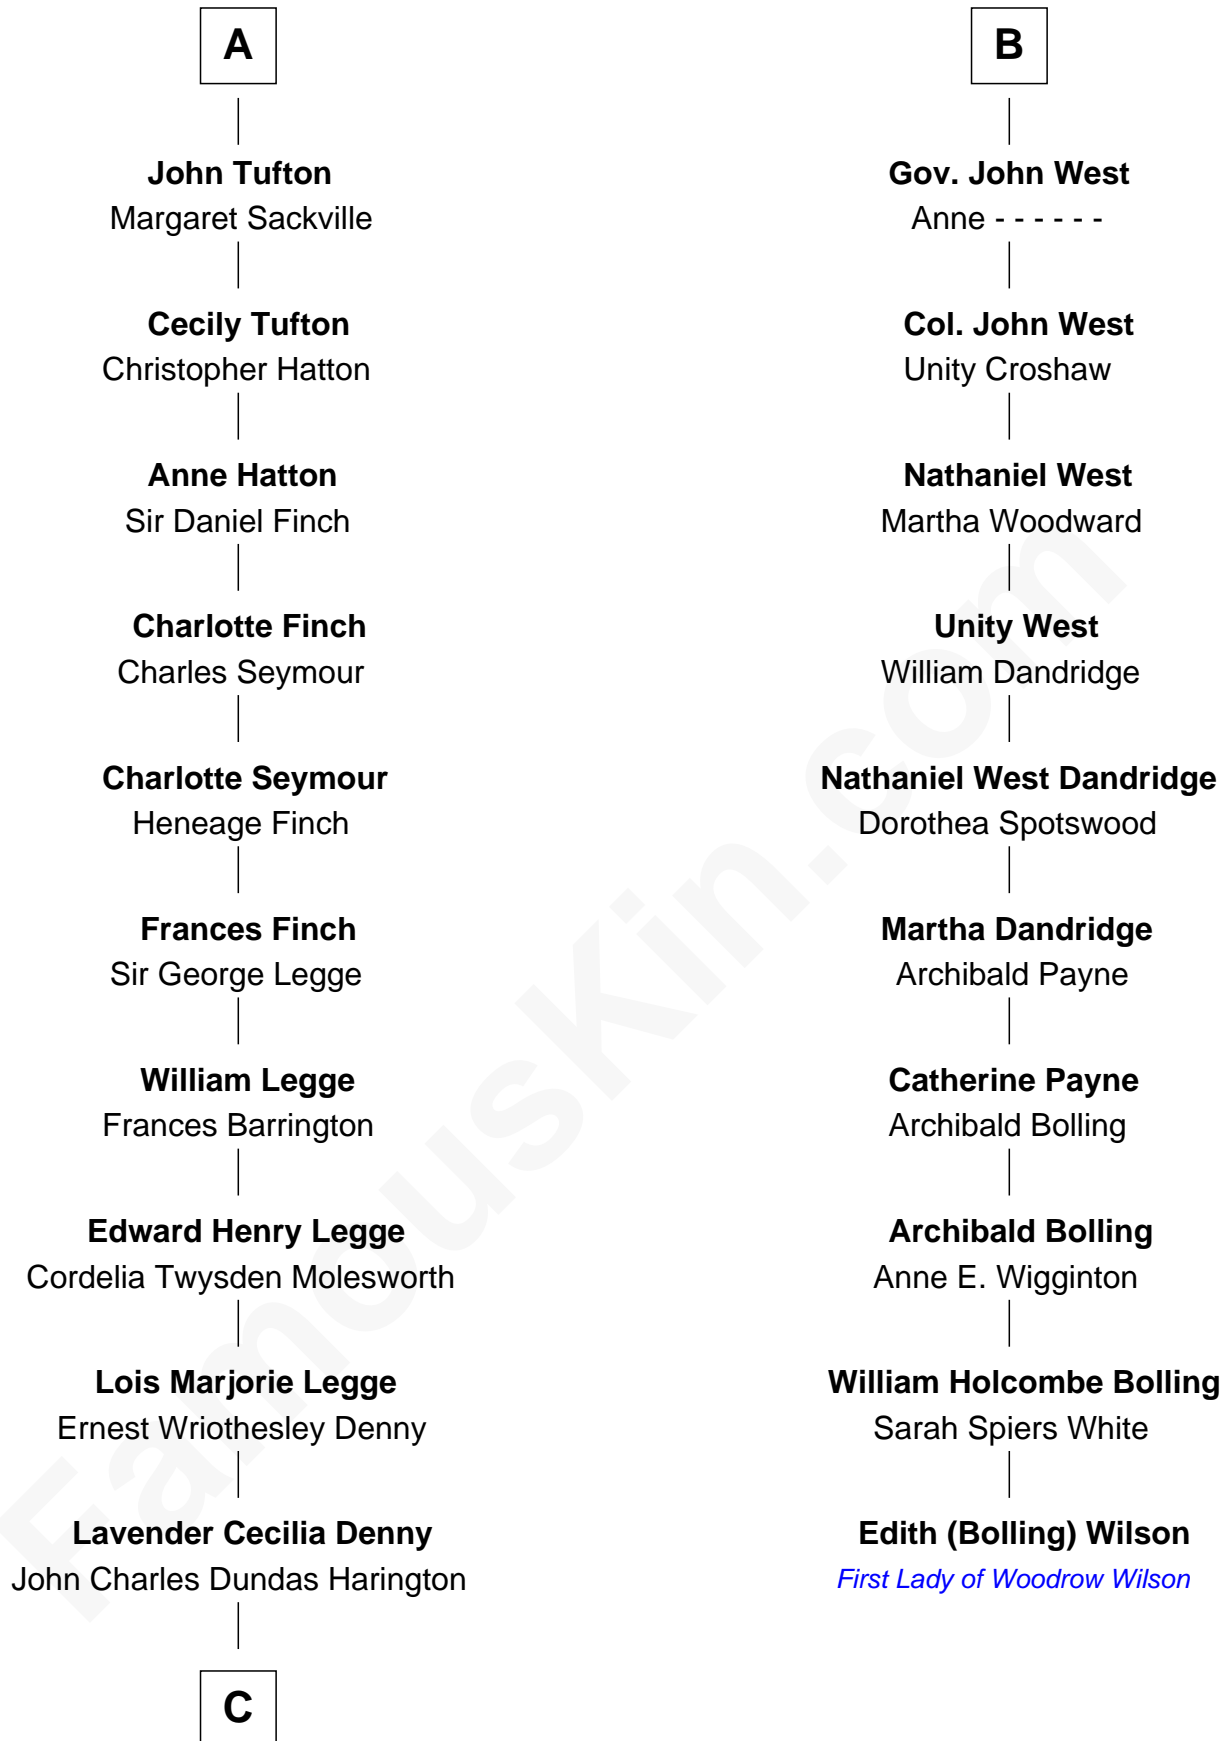 A
John Tufton
Margaret Sackville
Cecily Tufton
Christopher Hatton
Anne Hatton
Sir Daniel Finch
Charlotte Finch
Charles Seymour
Charlotte Seymour
Heneage Finch
Frances Finch
Sir George Legge
William Legge
Frances Barrington
Edward Henry Legge
Cordelia Twysden Molesworth
Lois Marjorie Legge
Ernest Wriothesley Denny
Lavender Cecilia Denny
John Charles Dundas Harington
C
B
Gov. John West
Anne - - - - - -
Col. John West
Unity Croshaw
Nathaniel West
Martha Woodward
Unity West
William Dandridge
Nathaniel West Dandridge
Dorothea Spotswood
Martha Dandridge
Archibald Payne
Catherine Payne
Archibald Bolling
Archibald Bolling
Anne E. Wigginton
William Holcombe Bolling
Sarah Spiers White
Edith (Bolling) Wilson
First Lady of Woodrow Wilson
FamousKin.com